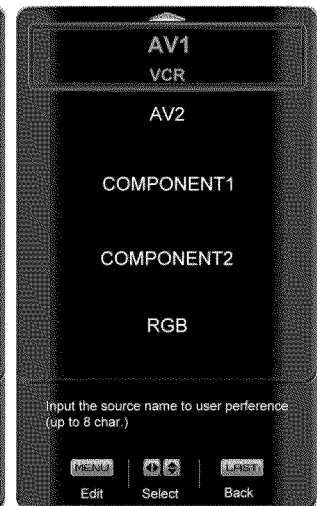 AV1
VCR
AV2
COMPONENT1
COMPONENT2
RGB
Input the source name to user perference
(up to 8 char.)
MENU LAST
Edit Select Back